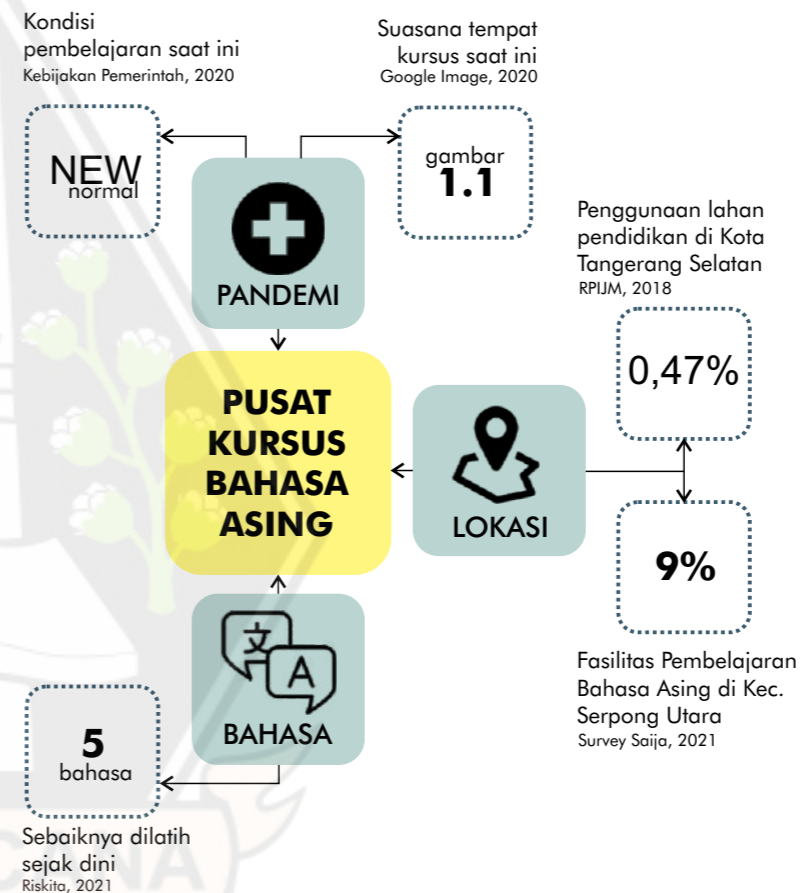 Kondisi
pembelajaran saat ini
Kebijakan Pemerintah, 2020
Suasana tempat
kursus saat ini
Google Image, 2020
NEW
normal
gambar
1.1
PANDEMI
Penggunaan lahan
pendidikan di Kota
Tangerang Selatan
RPIJM, 2018
0,47%
PUSAT
KURSUS
BAHASA
ASING
LOKASI
9%
Fasilitas Pembelajaran
Bahasa Asing di Kec.
Serpong Utara
Survey Saija, 2021
文 A
BAHASA
5
bahasa
Sebaiknya dilatih
sejak dini
Riskita, 2021